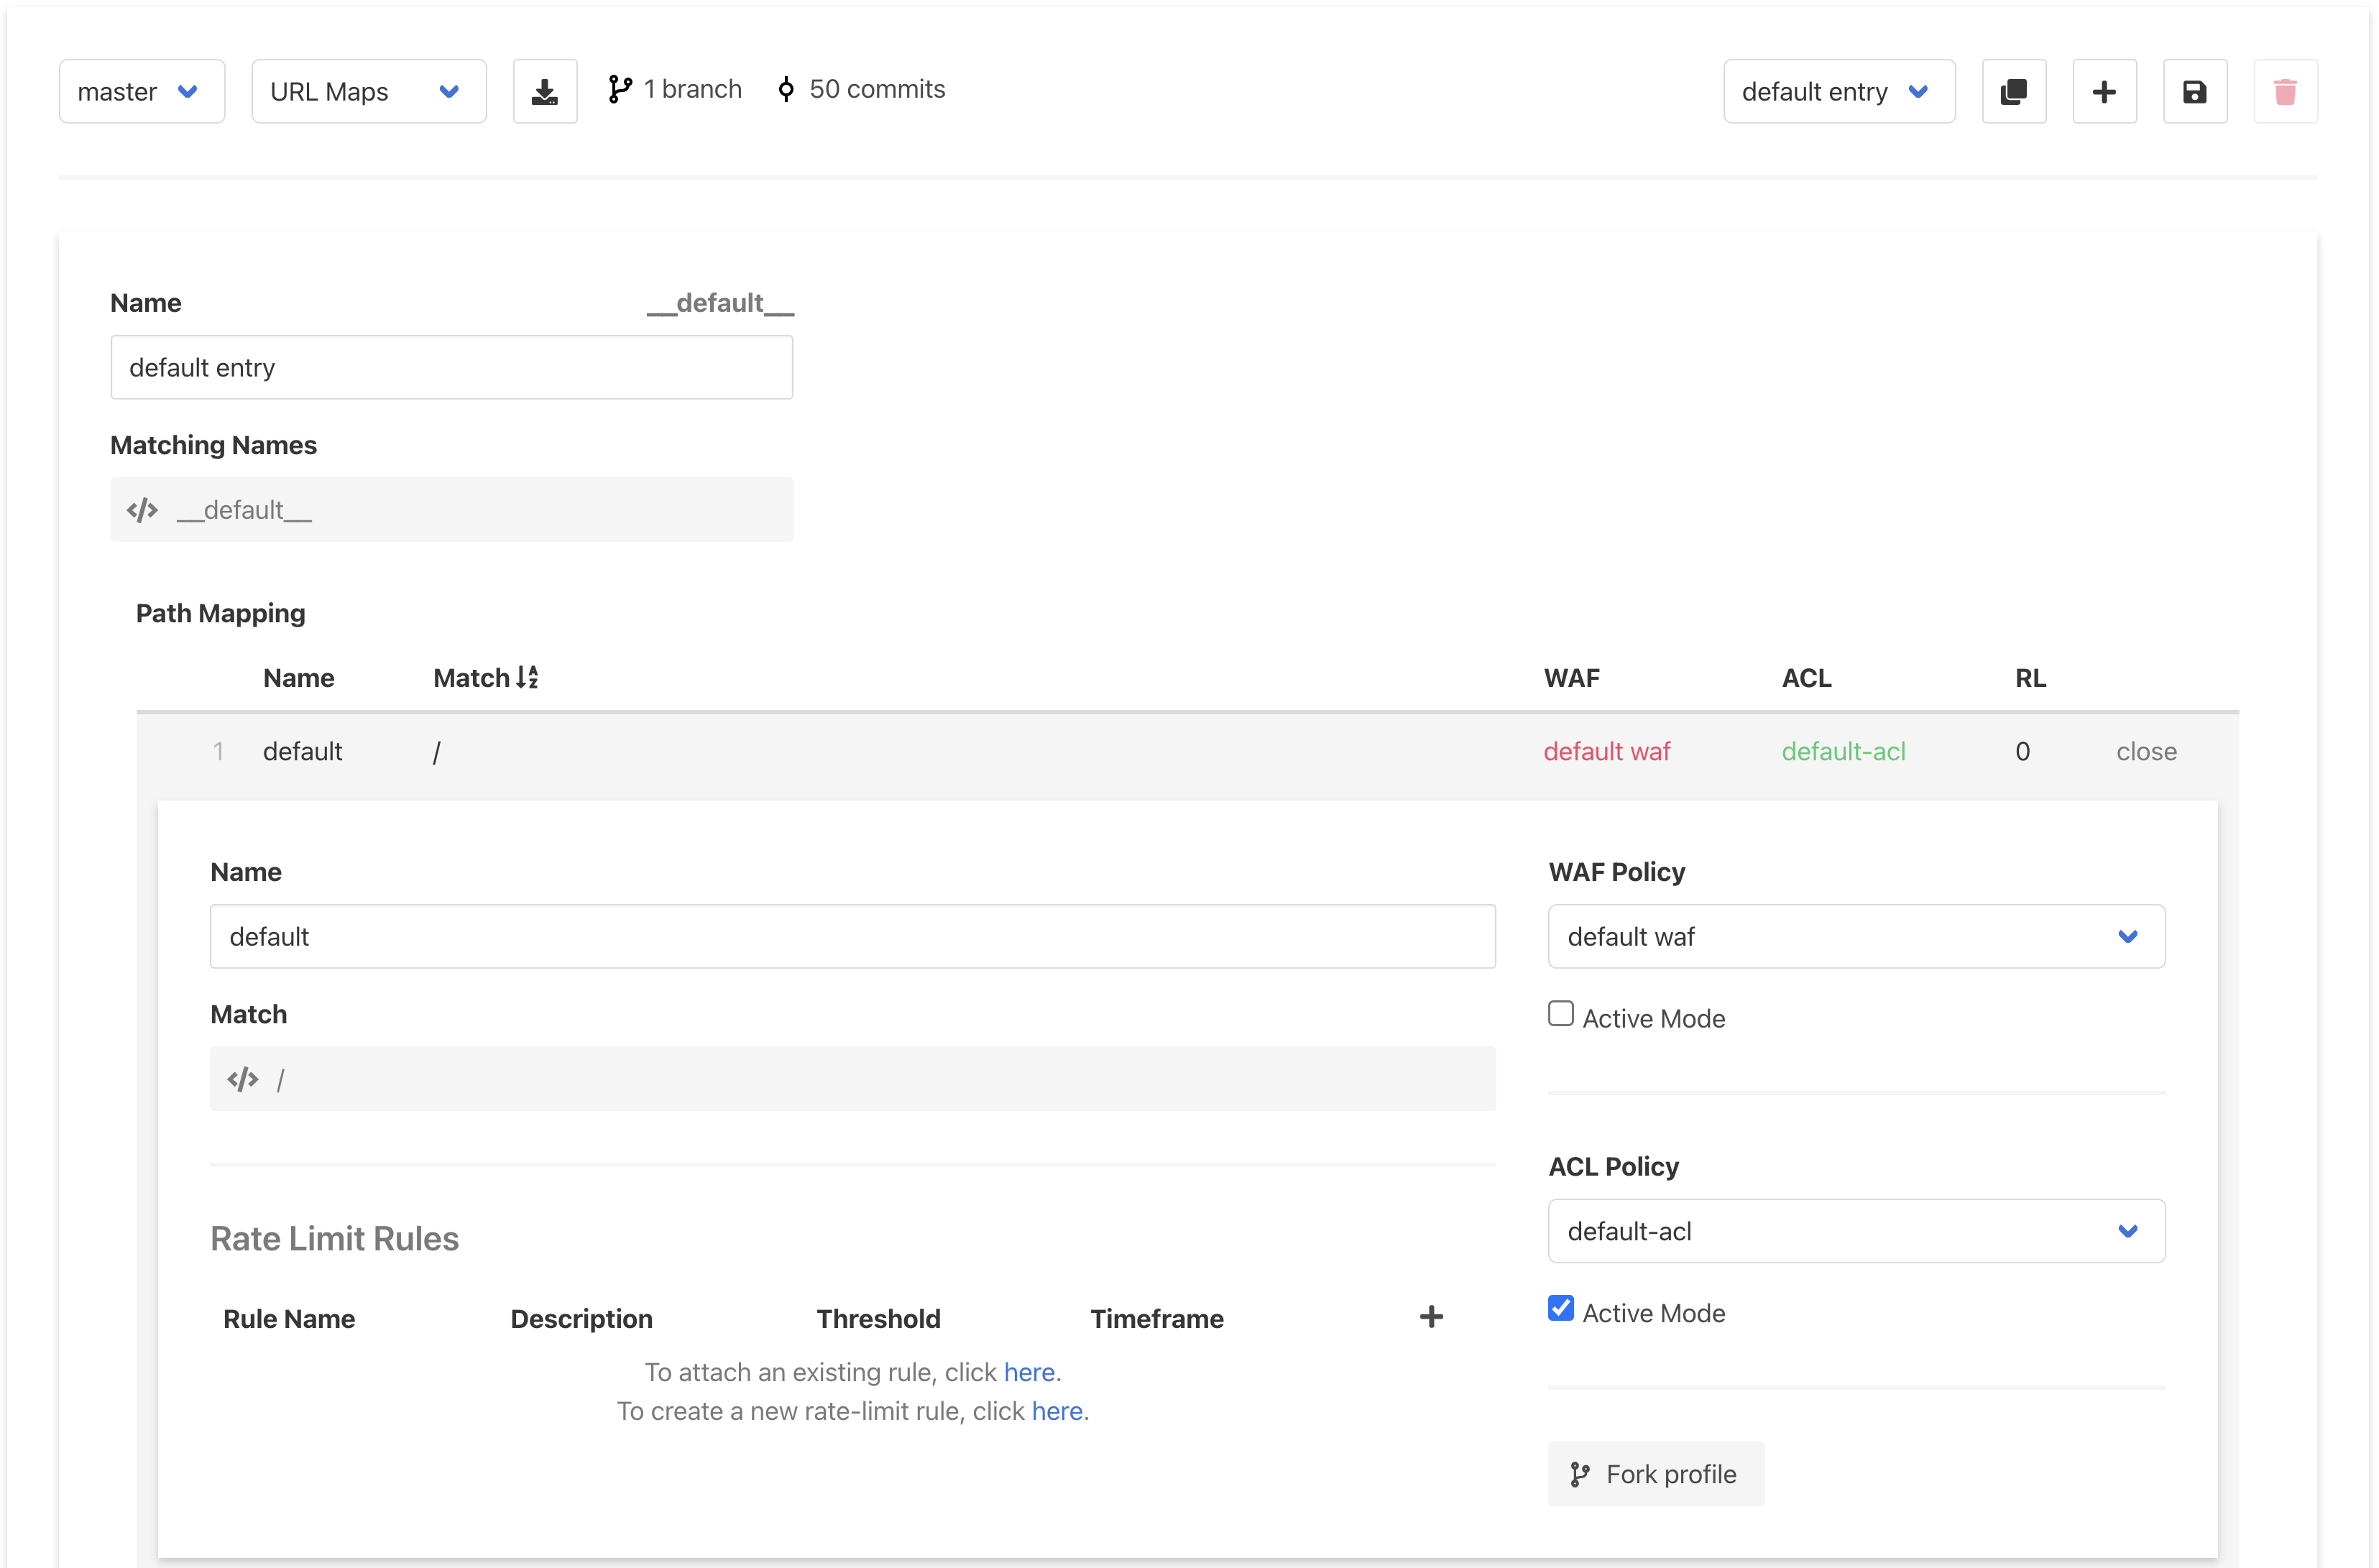 master URL Maps 1 branch 50 commits default entry
Name __default__
default entry
Matching Names
</> __default__
Path Mapping
Name Match WAF ACL RL
1 default / default waf default-acl 0 close
Name
default
Match
</> /
Rate Limit Rules
Rule Name Description Threshold Timeframe +
To attach an existing rule, click here.
To create a new rate-limit rule, click here.
WAF Policy
default waf
Active Mode
ACL Policy
default-acl
Active Mode
Fork profile